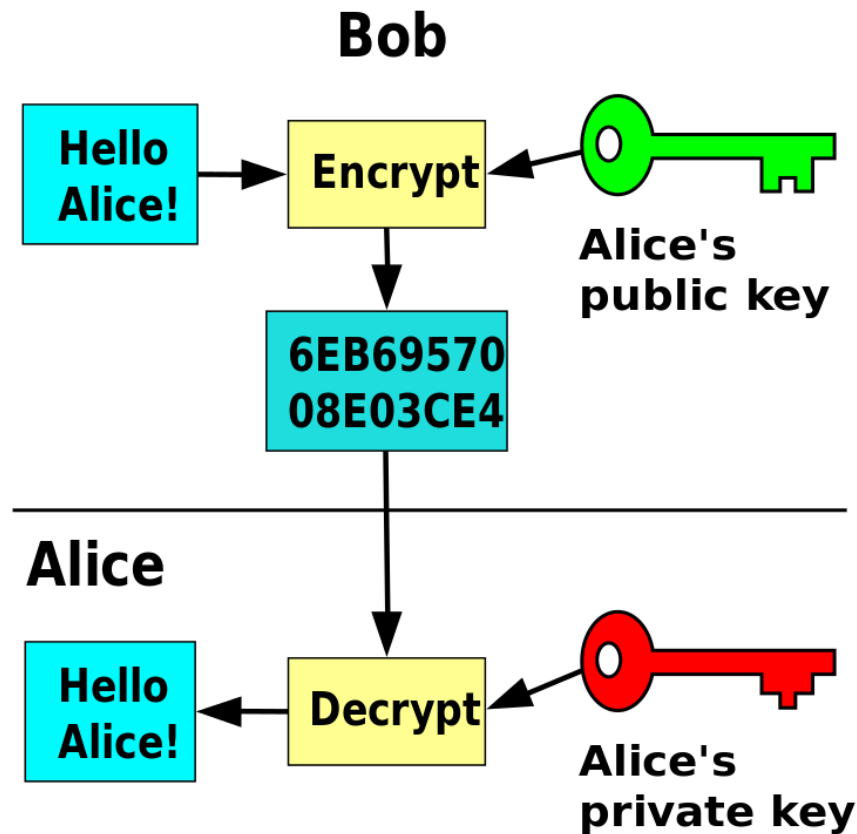 Bob
Hello
Alice!
Encrypt
Alice's
public key
6EB69570
08E03CE4
Alice
Hello
Alice!
Decrypt
Alice's
private key